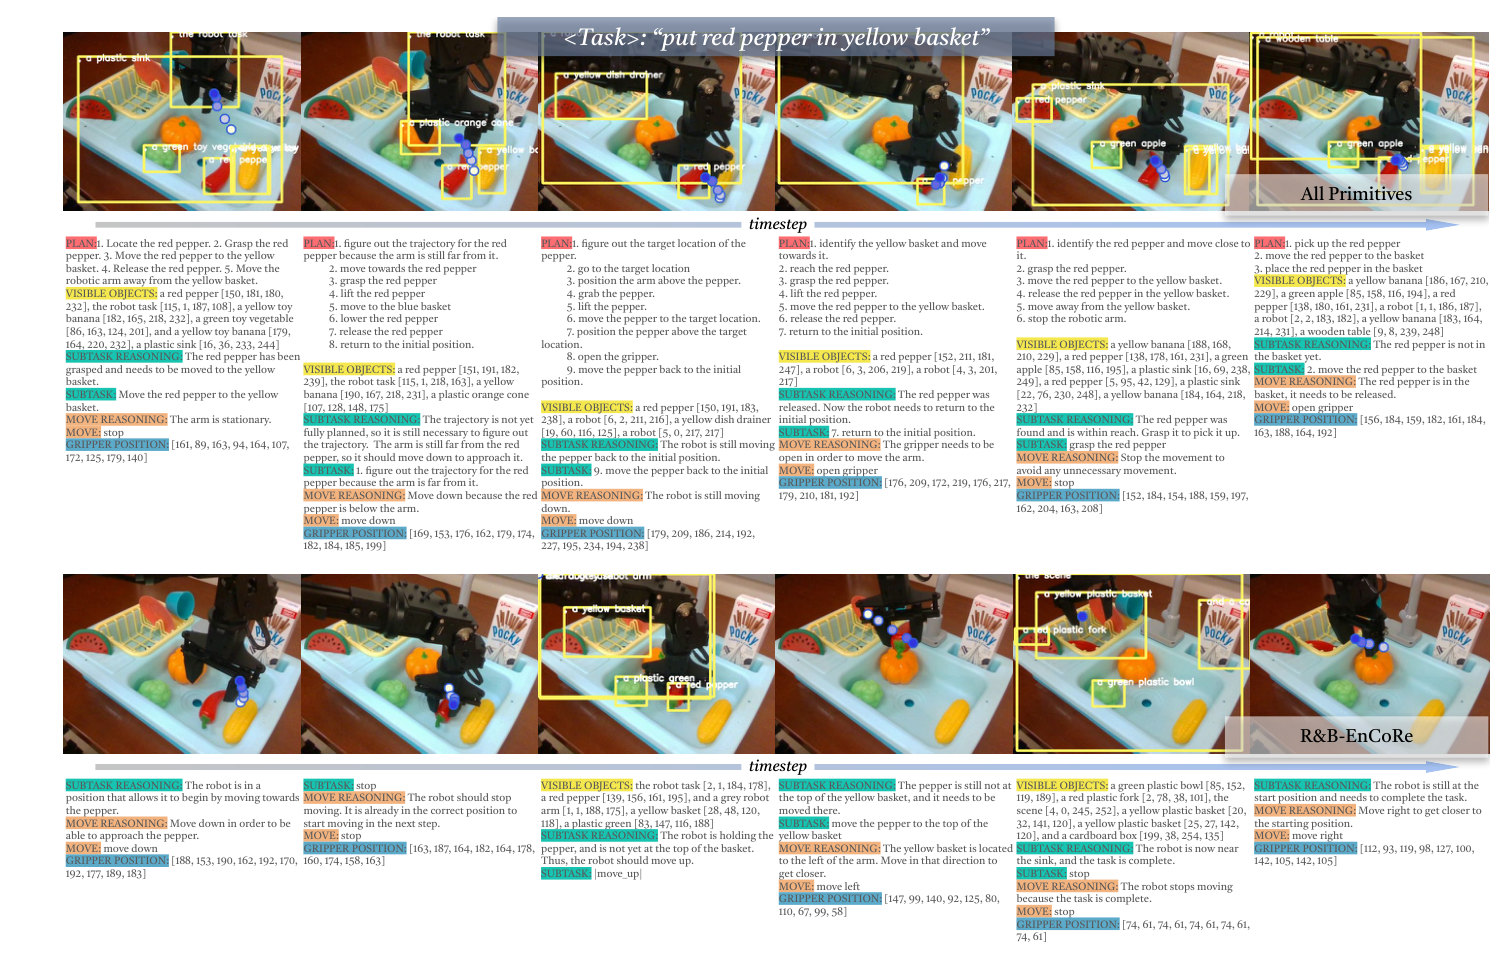 <Task>: “put red pepper in yellow basket”
the robot task
a plastic sink
a green toy vegetable
a red pepper
the robot task
a plastic orange cone
a red pepper
a yellow dish drainer
a red pepper
pepper
a plastic sink
a red pepper
a green apple
a wooden table
a green apple
red pepper
POCKY
All Primitives
timestep
PLAN:1. Locate the red pepper. 2. Grasp the red
pepper. 3. Move the red pepper to the yellow
basket. 4. Release the red pepper. 5. Move the
robotic arm away from the yellow basket.
VISIBLE OBJECTS: a red pepper [150, 181, 180,
232], the robot task [115, 1, 187, 108], a yellow toy
banana [182, 165, 218, 232], a green toy vegetable
[86, 163, 124, 201], and a yellow toy banana [179,
164, 220, 232], a plastic sink [16, 36, 233, 244]
SUBTASK REASONING: The red pepper has been
grasped and needs to be moved to the yellow
basket.
SUBTASK: Move the red pepper to the yellow
basket.
MOVE REASONING: The arm is stationary.
MOVE: stop
GRIPPER POSITION: [161, 89, 163, 94, 164, 107,
172, 125, 179, 140]
PLAN:1. figure out the trajectory for the red
pepper because the arm is still far from it.
2. move towards the red pepper
3. grasp the red pepper
4. lift the red pepper
5. move to the blue basket
6. lower the red pepper
7. release the red pepper
8. return to the initial position.
VISIBLE OBJECTS: a red pepper [151, 191, 182,
239], the robot task [115, 1, 218, 163], a yellow
banana [190, 167, 218, 231], a plastic orange cone
[107, 128, 148, 175]
SUBTASK REASONING: The trajectory is not yet
fully planned, so it is still necessary to figure out
the trajectory.  The arm is still far from the red
pepper, so it should move down to approach it.
SUBTASK: 1. figure out the trajectory for the red
pepper because the arm is still far from it.
MOVE REASONING: Move down because the red
pepper is below the arm.
MOVE: move down
GRIPPER POSITION: [169, 153, 176, 162, 179, 174,
182, 184, 185, 199]
PLAN:1. figure out the target location of the
pepper.
2. go to the target location
3. position the arm above the pepper.
4. grab the pepper.
5. lift the pepper.
6. move the pepper to the target location.
7. position the pepper above the target
location.
8. open the gripper.
9. move the pepper back to the initial
position.
VISIBLE OBJECTS: a red pepper [150, 191, 183,
238], a robot [6, 2, 211, 216], a yellow dish drainer
[19, 60, 116, 125], a robot [5, 0, 217, 217]
SUBTASK REASONING: The robot is still moving
the pepper back to the initial position.
SUBTASK: 9. move the pepper back to the initial
position.
MOVE REASONING: The robot is still moving
down.
MOVE: move down
GRIPPER POSITION: [179, 209, 186, 214, 192,
227, 195, 234, 194, 238]
PLAN:1. identify the yellow basket and move
towards it.
2. reach the red pepper.
3. grasp the red pepper.
4. lift the red pepper.
5. move the red pepper to the yellow basket.
6. release the red pepper.
7. return to the initial position.
VISIBLE OBJECTS: a red pepper [152, 211, 181,
247], a robot [6, 3, 206, 219], a robot [4, 3, 201,
217]
SUBTASK REASONING: The red pepper was
released. Now the robot needs to return to the
initial position.
SUBTASK: 7. return to the initial position.
MOVE REASONING: The gripper needs to be
open in order to move the arm.
MOVE: open gripper
GRIPPER POSITION: [176, 209, 172, 219, 176, 217,
179, 210, 181, 192]
PLAN:1. identify the red pepper and move close to
it.
2. grasp the red pepper.
3. move the red pepper to the yellow basket.
4. release the red pepper in the yellow basket.
5. move away from the yellow basket.
6. stop the robotic arm.
VISIBLE OBJECTS: a yellow banana [188, 168,
210, 229], a red pepper [138, 178, 161, 231], a green
apple [85, 158, 116, 195], a plastic sink [16, 69, 238,
249], a red pepper [5, 95, 42, 129], a plastic sink
[22, 76, 230, 248], a yellow banana [184, 164, 218,
232]
SUBTASK REASONING: The red pepper was
found and is within reach. Grasp it to pick it up.
SUBTASK: grasp the red pepper
MOVE REASONING: Stop the movement to
avoid any unnecessary movement.
MOVE: stop
GRIPPER POSITION: [152, 184, 154, 188, 159, 197,
162, 204, 163, 208]
PLAN:1. pick up the red pepper
2. move the red pepper to the basket
3. place the red pepper in the basket
VISIBLE OBJECTS: a yellow banana [186, 167, 210,
229], a green apple [85, 158, 116, 194], a red
pepper [138, 180, 161, 231], a robot [1, 1, 186, 187],
a robot [2, 2, 183, 182], a yellow banana [183, 164,
214, 231], a wooden table [9, 8, 239, 248]
SUBTASK REASONING: The red pepper is not in
the basket yet.
SUBTASK: 2. move the red pepper to the basket
MOVE REASONING: The red pepper is in the
basket, it needs to be released.
MOVE: open gripper
GRIPPER POSITION: [156, 184, 159, 182, 161, 184,
163, 188, 164, 192]
a yellow basket
a plastic green
a red pepper
the scene
a yellow plastic basket
a red plastic fork
a green plastic bowl
POCKY
R&B-EnCoRe
timestep
SUBTASK REASONING: The robot is in a
position that allows it to begin by moving towards
the pepper.
MOVE REASONING: Move down in order to be
able to approach the pepper.
MOVE: move down
GRIPPER POSITION: [188, 153, 190, 162, 192, 170,
192, 177, 189, 183]
SUBTASK: stop
MOVE REASONING: The robot should stop
moving. It is already in the correct position to
start moving in the next step.
MOVE: stop
GRIPPER POSITION: [163, 187, 164, 182, 164, 178,
160, 174, 158, 163]
VISIBLE OBJECTS: the robot task [2, 1, 184, 178],
a red pepper [139, 156, 161, 195], and a grey robot
arm [1, 1, 188, 175], a yellow basket [28, 48, 120,
118], a plastic green [83, 147, 116, 188]
SUBTASK REASONING: The robot is holding the
pepper, and is not yet at the top of the basket.
Thus, the robot should move up.
SUBTASK: |move_up|
SUBTASK REASONING: The pepper is still not at
the top of the yellow basket, and it needs to be
moved there.
SUBTASK: move the pepper to the top of the
yellow basket
MOVE REASONING: The yellow basket is located
to the left of the arm. Move in that direction to
get closer.
MOVE: move left
GRIPPER POSITION: [147, 99, 140, 92, 125, 80,
110, 67, 99, 58]
VISIBLE OBJECTS: a green plastic bowl [85, 152,
119, 189], a red plastic fork [2, 78, 38, 101], the
scene [4, 0, 245, 252], a yellow plastic basket [20,
32, 141, 120], a yellow plastic basket [25, 27, 142,
120], and a cardboard box [199, 38, 254, 135]
SUBTASK REASONING: The robot is now near
the sink, and the task is complete.
SUBTASK: stop
MOVE REASONING: The robot stops moving
because the task is complete.
MOVE: stop
GRIPPER POSITION: [74, 61, 74, 61, 74, 61, 74, 61,
74, 61]
SUBTASK REASONING: The robot is still at the
start position and needs to complete the task.
MOVE REASONING: Move right to get closer to
the starting position.
MOVE: move right
GRIPPER POSITION: [112, 93, 119, 98, 127, 100,
142, 105, 142, 105]